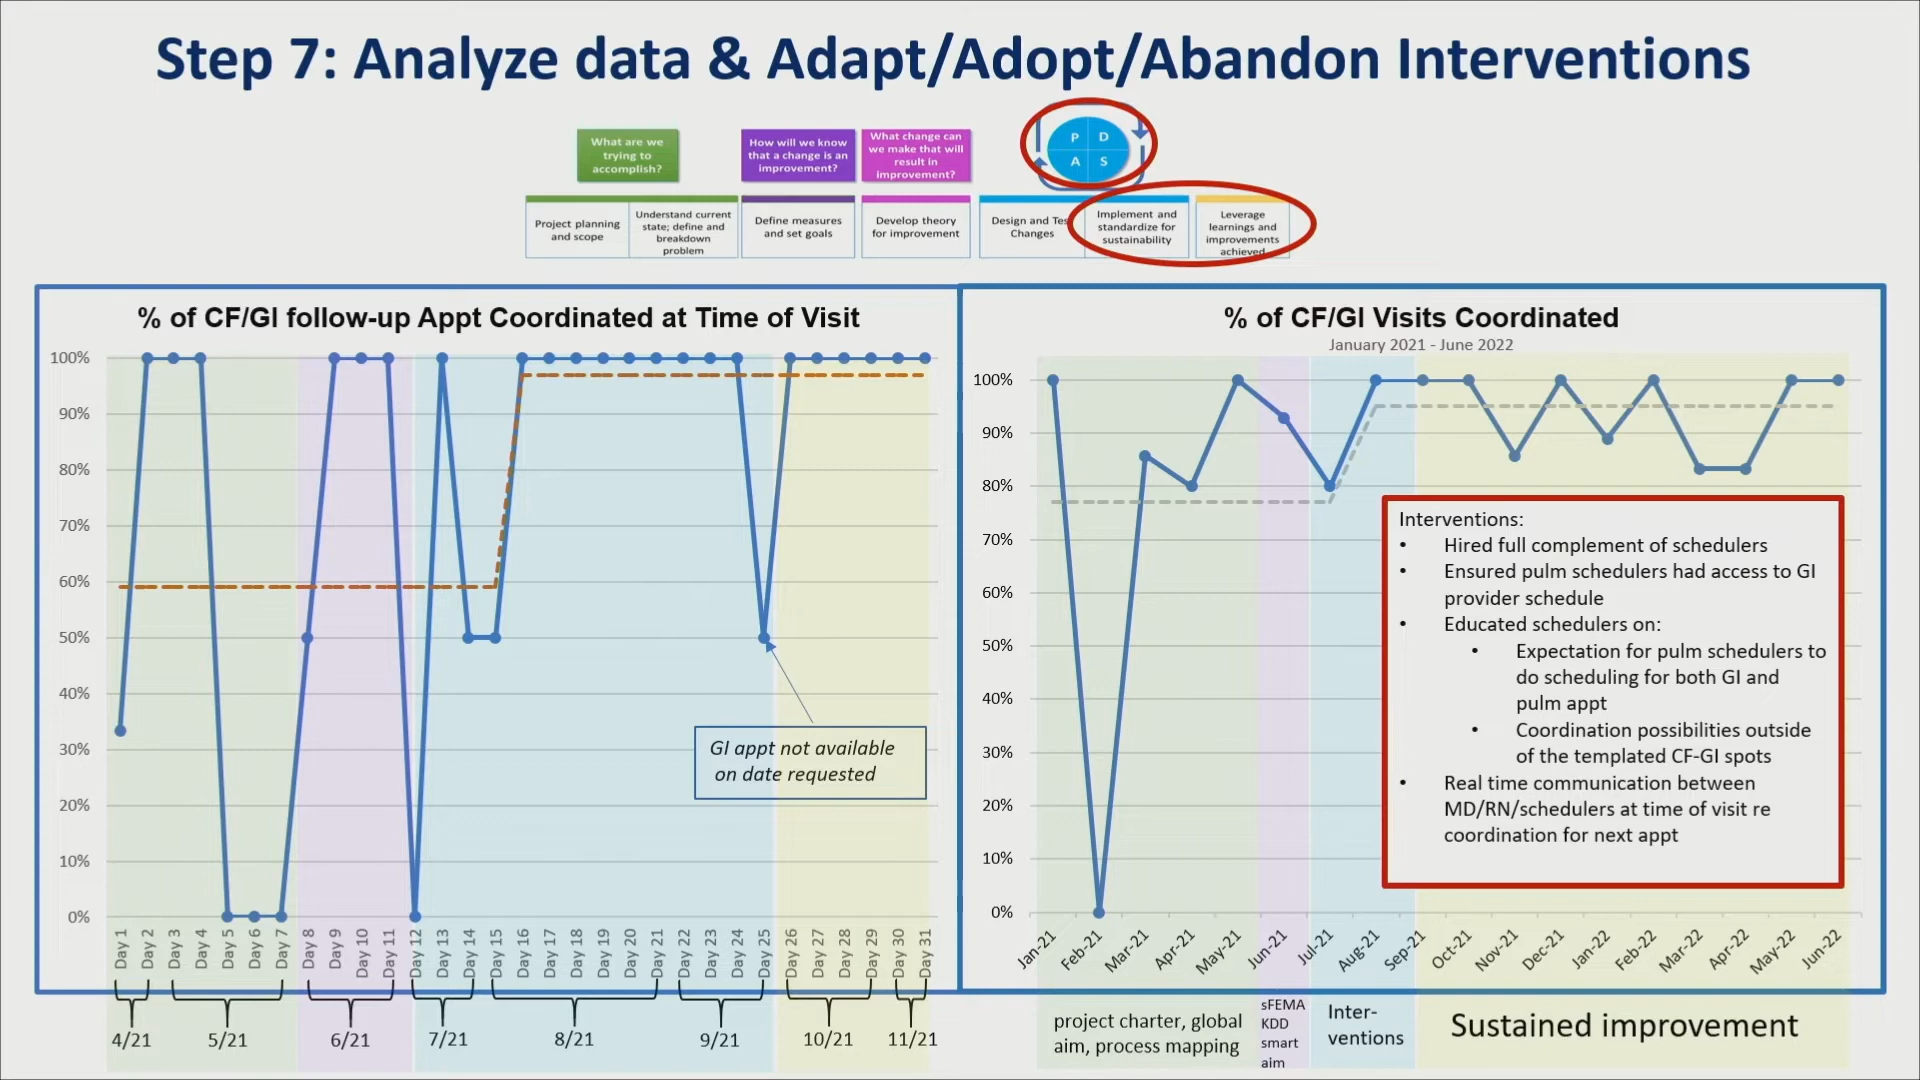 Step 7: Analyze data & Adapt/Adopt/Abandon Interventions
What are we
trying to
accomplish?
How will we know
that a change is an
improvement?
What change can
we make that will
result in
improvement?
P D
A S
Project planning
and scope
Understand current
state; define and
breakdown
problem
Define measures
and set goals
Develop theory
for improvement
Design and Tes
Changes
Implement and
standardize for
sustainability
Leverage
learnings and
improvements
achieved
% of CF/GI follow-up Appt Coordinated at Time of Visit
100%
90%
80%
70%
60%
50%
40%
30%
20%
10%
0%
GI appt not available
on date requested
Day 1
Day 2
Day 3
Day 4
Day 5
Day 6
Day 7
Day 8
Day 9
Day 10
Day 11
Day 12
Day 13
Day 14
Day 15
Day 16
Day 17
Day 18
Day 19
Day 20
Day 21
Day 22
Day 23
Day 24
Day 25
Day 26
Day 27
Day 28
Day 29
Day 30
Day 31
4/21
5/21
6/21
7/21
8/21
9/21
10/21
11/21
% of CF/GI Visits Coordinated
January 2021 - June 2022
100%
90%
80%
70%
60%
50%
40%
30%
20%
10%
0%
Interventions:
• Hired full complement of schedulers
• Ensured pulm schedulers had access to GI
provider schedule
• Educated schedulers on:
• Expectation for pulm schedulers to
do scheduling for both GI and
pulm appt
• Coordination possibilities outside
of the templated CF-GI spots
• Real time communication between
MD/RN/schedulers at time of visit re
coordination for next appt
Jan-21
Feb-21
Mar-21
Apr-21
May-21
Jun-21
Jul-21
Aug-21
Sep-21
Oct-21
Nov-21
Dec-21
Jan-22
Feb-22
Mar-22
Apr-22
May-22
Jun-22
project charter, global
aim, process mapping
sFEMA
KDD
smart
aim
Inter-
ventions
Sustained improvement